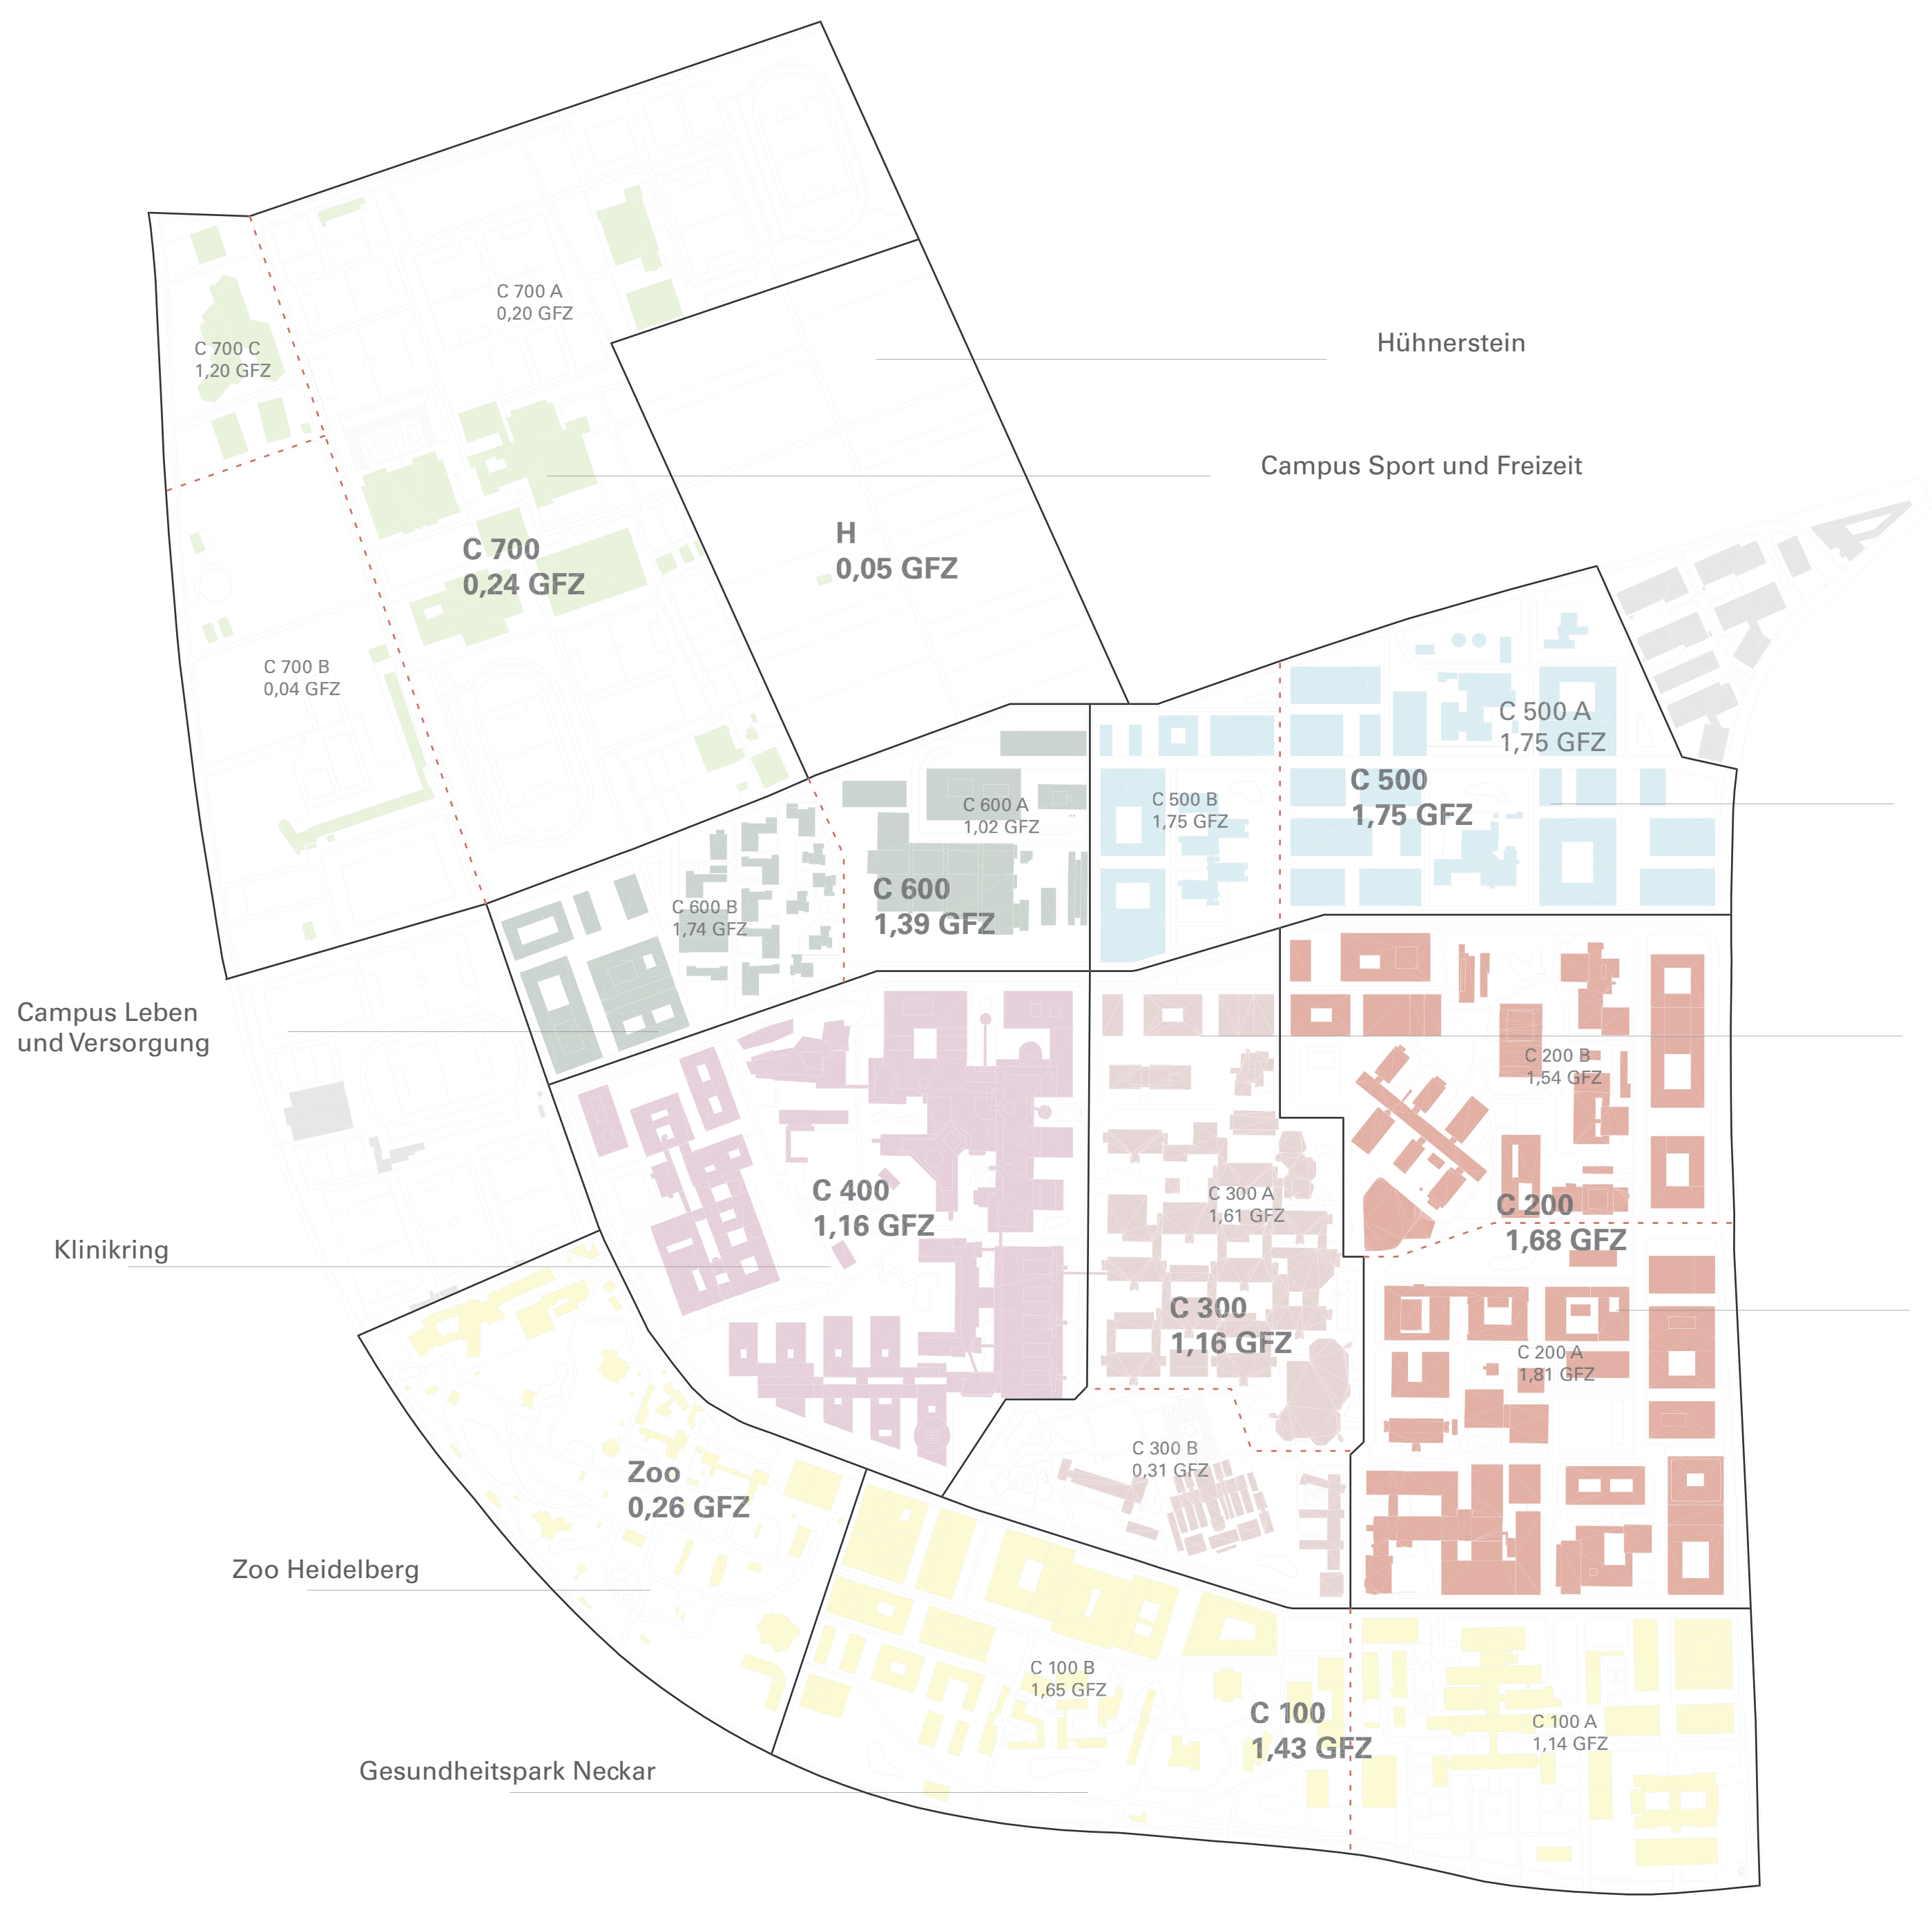 C 700 A
0,20 GFZ
C 700 C
1,20 GFZ
Hühnerstein
Campus Sport und Freizeit
H
0,05 GFZ
C 700
0,24 GFZ
C 700 B
0,04 GFZ
C 500 A
1,75 GFZ
C 500
1,75 GFZ
C 500 B
1,75 GFZ
C 600 A
1,02 GFZ
C 600
1,39 GFZ
C 600 B
1,74 GFZ
Campus Leben
und Versorgung
C 200 B
1,54 GFZ
C 400
1,16 GFZ
C 300 A
1,61 GFZ
C 200
1,68 GFZ
Klinikring
C 300
1,16 GFZ
C 200 A
1,81 GFZ
C 300 B
0,31 GFZ
Zoo
0,26 GFZ
Zoo Heidelberg
C 100 B
1,65 GFZ
C 100
1,43 GFZ
C 100 A
1,14 GFZ
Gesundheitspark Neckar